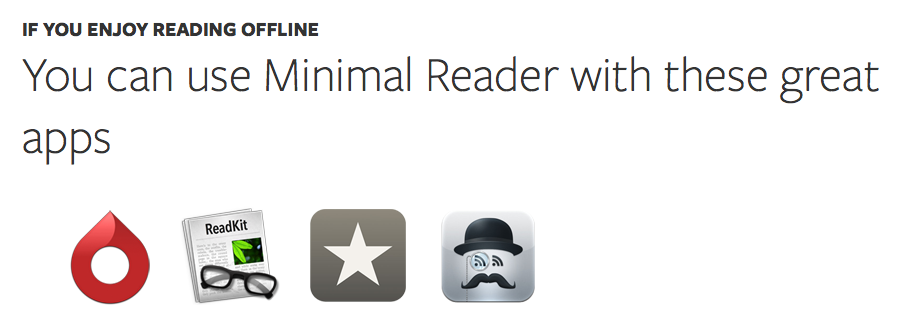 IF YOU ENJOY READING OFFLINE
You can use Minimal Reader with these great
apps
ReadKit